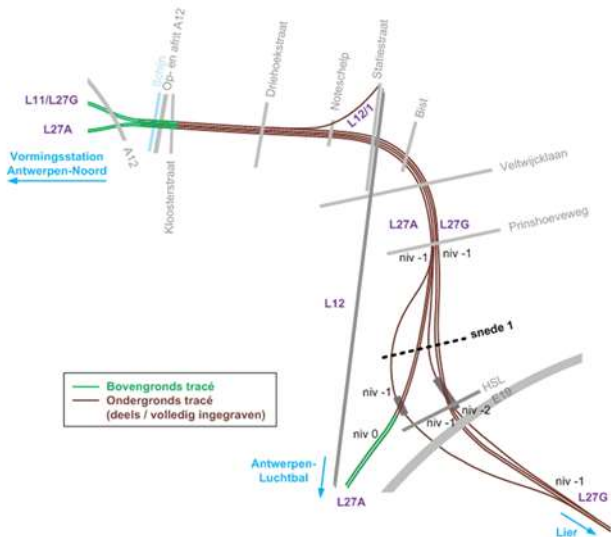 Schijn
Op- en afrit A12
Driehoekstraat
Noteschelp
Statiestraat
Bist
L11/L27G
L27A
A12
Kloosterstraat
L12/1
Vormingsstation
Antwerpen-Noord
Veltwijcklaan
L27A
L27G
Prinshoeveweg
niv -1
niv -1
L12
snede 1
Bovengronds tracé
Ondergronds tracé
(deels / volledig ingegraven)
niv -1
HSL
E19
niv -1
niv -2
niv 0
Antwerpen-
Luchtbal
L27A
niv -1
L27G
Lier